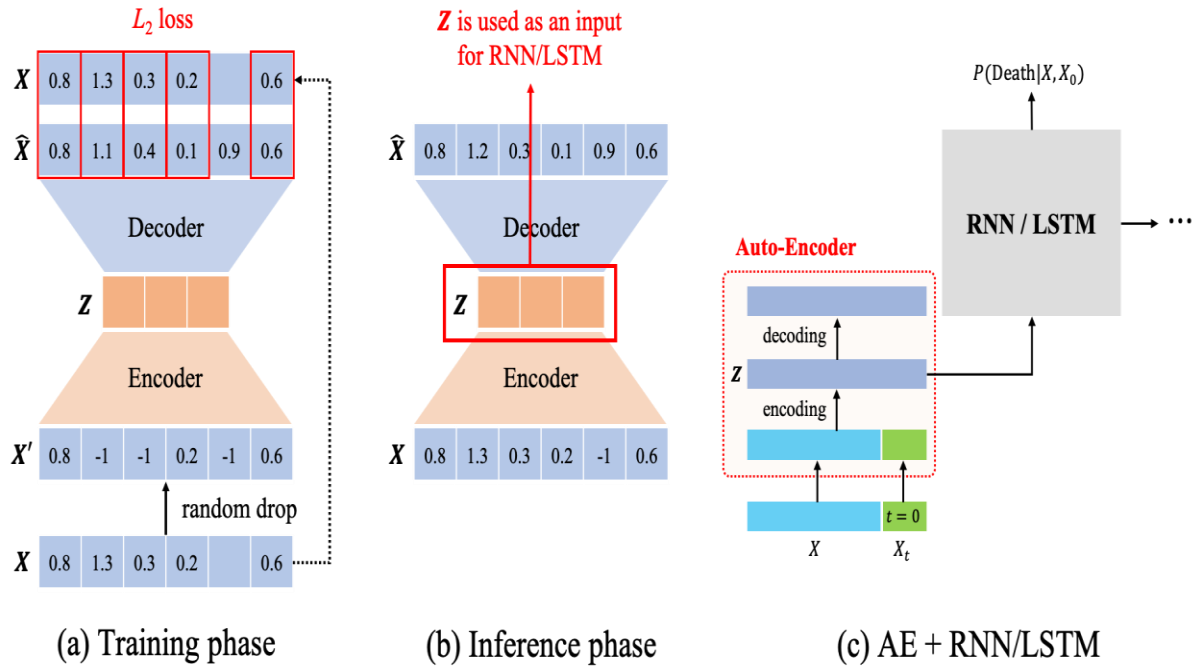 L₂ loss
X 0.8 1.3 0.3 0.2 0.6
X̂ 0.8 1.1 0.4 0.1 0.9 0.6
Decoder
Z
Encoder
X′ 0.8 -1 -1 0.2 -1 0.6
random drop
X 0.8 1.3 0.3 0.2 0.6
(a) Training phase
Z is used as an input
for RNN/LSTM
X̂ 0.8 1.2 0.3 0.1 0.9 0.6
Decoder
Z
Encoder
X 0.8 1.3 0.3 0.2 -1 0.6
(b) Inference phase
P(Death|X, X₀)
RNN / LSTM
...
Auto-Encoder
decoding
Z
encoding
t = 0
X Xₜ
(c) AE + RNN/LSTM